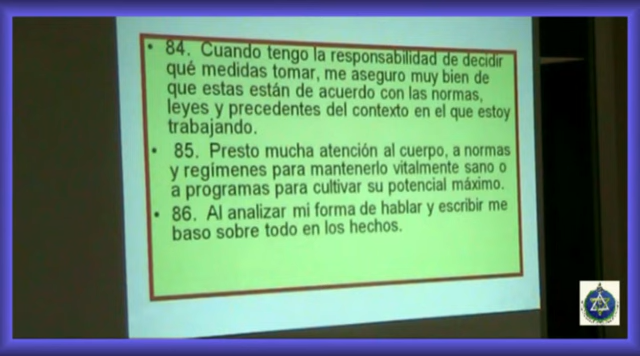 • 84. Cuando tengo la responsabilidad de decidir
qué medidas tomar, me aseguro muy bien de
que estas están de acuerdo con las normas,
leyes y precedentes del contexto en el que estoy
trabajando.
• 85. Presto mucha atención al cuerpo, a normas
y regímenes para mantenerlo vitalmente sano o
a programas para cultivar su potencial máximo.
• 86. Al analizar mi forma de hablar y escribir me
baso sobre todo en los hechos.